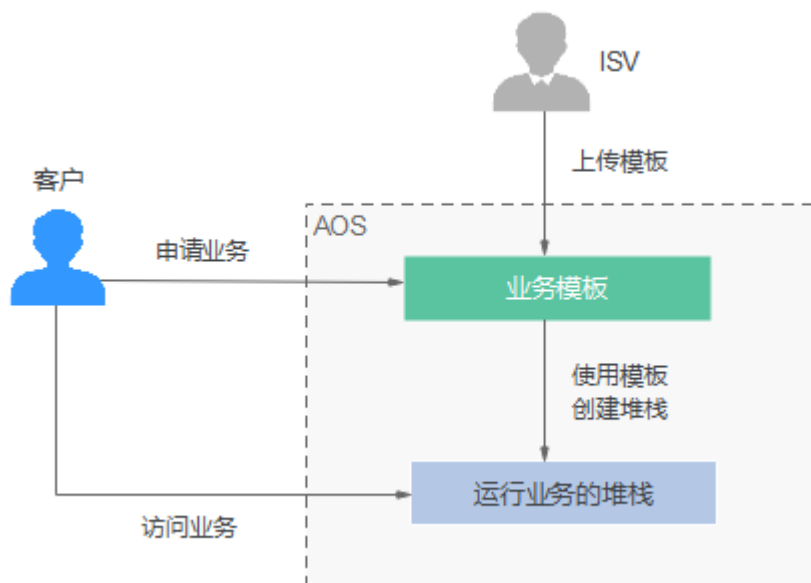 ISV
上传模板
客户
AOS
申请业务
业务模板
使用模板
创建堆栈
运行业务的堆栈
访问业务